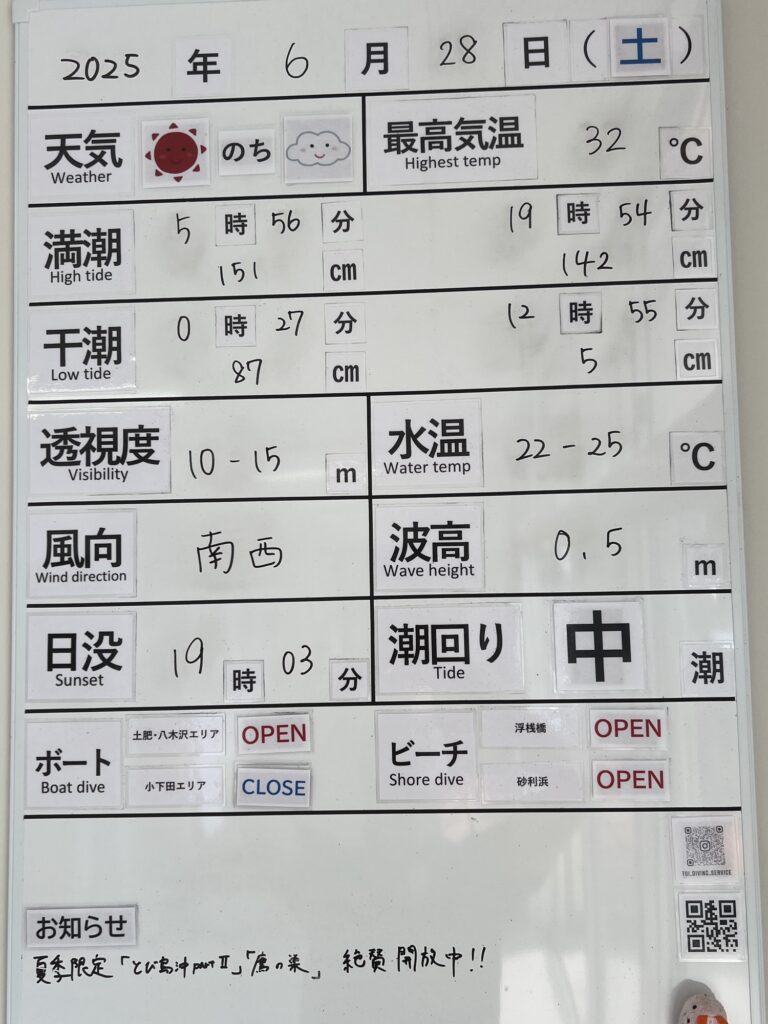 2025 年 6 月 28 日 ( 土 )
天気 のち 最高気温 32 ℃
Weather Highest temp
満潮 5 時 56 分 19 時 54 分
High tide 151 cm 142 cm
干潮 0 時 27 分 12 時 55 分
Low tide 87 cm 5 cm
透視度 10 - 15 m 水温 22 - 25 ℃
Visibility Water temp
風向 南西 波高 0.5 m
Wind direction Wave height
日没 19 時 03 分 潮回り 中 潮
Sunset Tide
ボート 土肥・八木沢エリア OPEN ビーチ 浮桟橋 OPEN
Boat dive 小下田エリア CLOSE Shore dive 砂利浜 OPEN
TOI_DIVING_SERVICE
お知らせ
夏季限定「とび島沖 part Ⅱ」「鷹の巣」 絶賛開放中!!